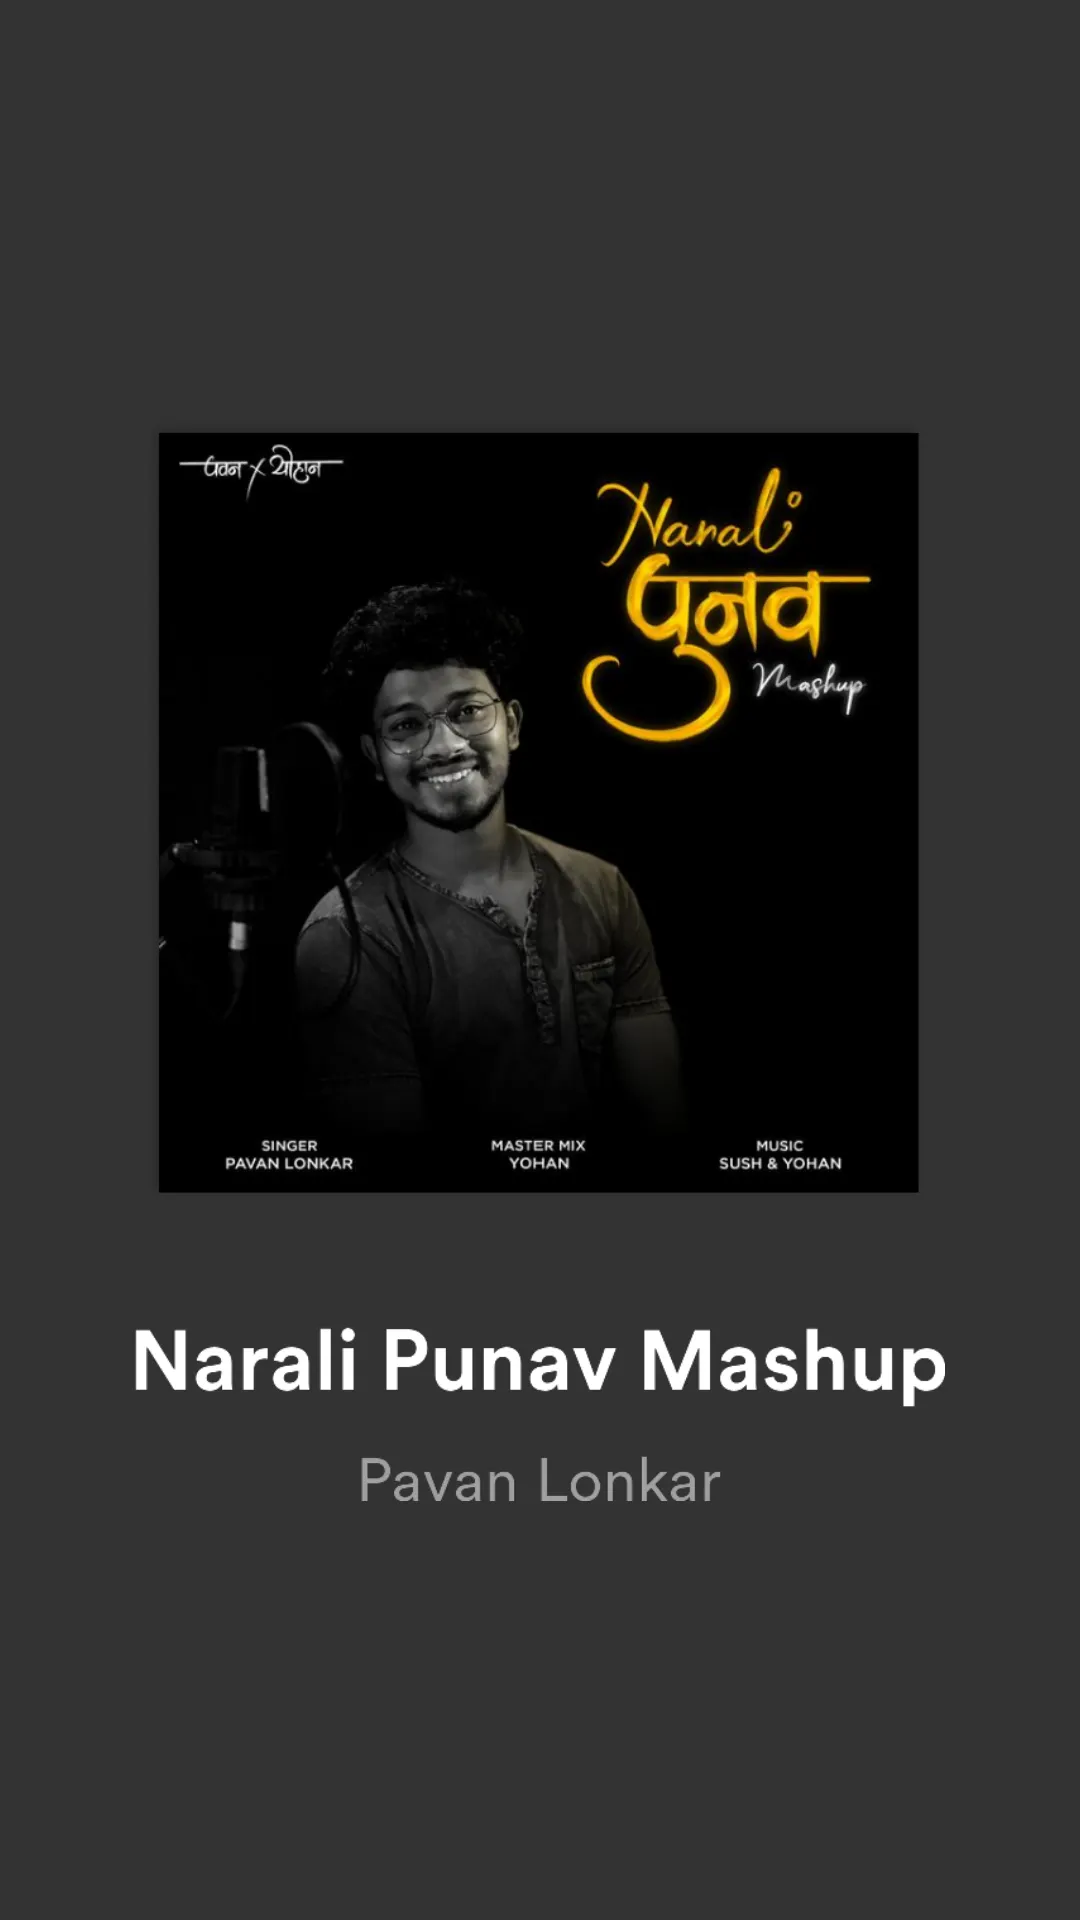 पवन x योहान
Narali
पुनव
Mashup
SINGER
PAVAN LONKAR
MASTER MIX
YOHAN
MUSIC
SUSH & YOHAN
Narali Punav Mashup
Pavan Lonkar